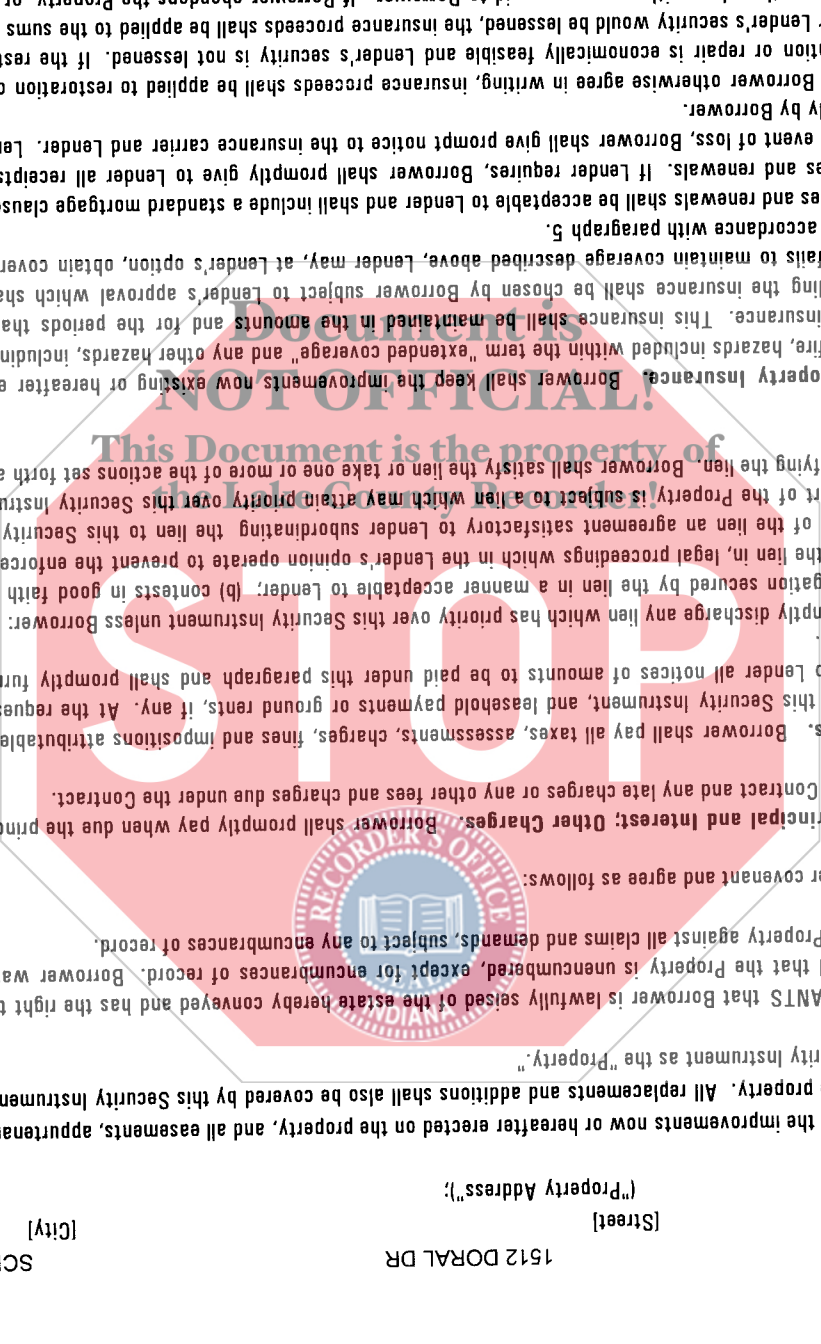 1512 DORAL DR SC
[Street] [City]
("Property Address");
the improvements now or hereafter erected on the property, and all easements, appurtena
property. All replacements and additions shall also be covered by this Security Instrumen
rity Instrument as the "Property."
ANTS that Borrower is lawfully seised of the estate hereby conveyed and has the right t
that the Property is unencumbered, except for encumbrances of record. Borrower wa
Property against all claims and demands, subject to any encumbrances of record.
er covenant and agree as follows:
rincipal and Interest; Other Charges. Borrower shall promptly pay when due the princ
Contract and any late charges or any other fees and charges due under the Contract.
s. Borrower shall pay all taxes, assessments, charges, fines and impositions attributable
this Security Instrument, and leasehold payments or ground rents, if any. At the reques
o Lender all notices of amounts to be paid under this paragraph and shall promptly furn
mptly discharge any lien which has priority over this Security Instrument unless Borrower:
gation secured by the lien in a manner acceptable to Lender; (b) contests in good faith
the lien in, legal proceedings which in the Lender's opinion operate to prevent the enforce
of the lien an agreement satisfactory to Lender subordinating the lien to this Security
rt of the Property is subject to a lien which may attain priority over this Security Instru
fying the lien. Borrower shall satisfy the lien or take one or more of the actions set forth a
operty Insurance. Borrower shall keep the improvements now existing or hereafter e
fire, hazards included within the term "extended coverage" and any other hazards, includin
insurance. This insurance shall be maintained in the amounts and for the periods tha
ding the insurance shall be chosen by Borrower subject to Lender's approval which sha
fails to maintain coverage described above, Lender may, at Lender's option, obtain cover
accordance with paragraph 5.
es and renewals shall be acceptable to Lender and shall include a standard mortgage clause
es and renewals. If Lender requires, Borrower shall promptly give to Lender all receipts
event of loss, Borrower shall give prompt notice to the insurance carrier and Lender. Len
ly by Borrower.
Borrower otherwise agree in writing, insurance proceeds shall be applied to restoration o
ation or repair is economically feasible and Lender's security is not lessened. If the rest
r Lender's security would be lessened, the insurance proceeds shall be applied to the sums
Document is
NOT OFFICIAL!
This Document is the property of
the Lake County Recorder!
STOP
RECORDER'S OFFICE
SEAL
INDIANA